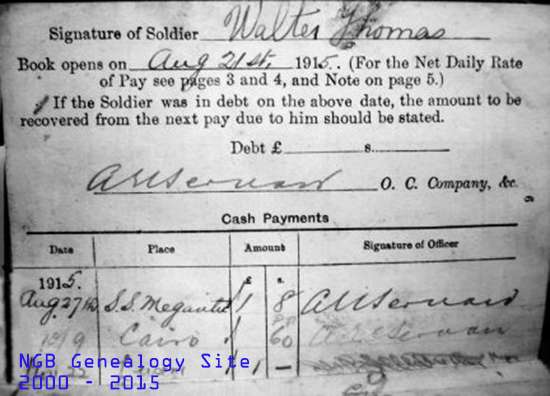 Signature of Soldier Walter Thomas
Book opens on Aug 21st, 1915. (For the Net Daily Rate
of Pay see pages 3 and 4, and Note on page 5.)
If the Soldier was in debt on the above date, the amount to be
recovered from the next pay due to him should be stated.
Debt £ s.
O. C. Company, &c.
Cash Payments
Date Place Amount Signature of Officer
£ s.
1915.
Aug 27th S.S. Megantic 1 8
10/9 Cairo 60
1 —
NGB Genealogy Site
2000 - 2015